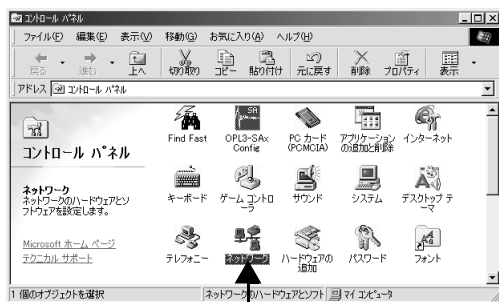 コントロール パネル
ファイル(F) 編集(E) 表示(V) 移動(G) お気に入り(A) ヘルプ(H)
戻る 進む 上へ 切り取り コピー 貼り付け 元に戻す 削除 プロパティ 表示
アドレス コントロール パネル
コントロール パネル
ネットワーク
ネットワークのハードウェアとソフトウェアを設定します。
Microsoft ホーム ページ
テクニカル サポート
Find Fast
OPL3-SAx Config
PC カード (PCMCIA)
アプリケーションの追加と削除
インターネット
キーボード
ゲーム コントローラ
サウンド
システム
デスクトップ テーマ
テレフォニー
ネットワーク
ハードウェアの追加
パスワード
フォント
1 個のオブジェクトを選択 ネットワークのハードウェアとソフト マイ コンピュータ